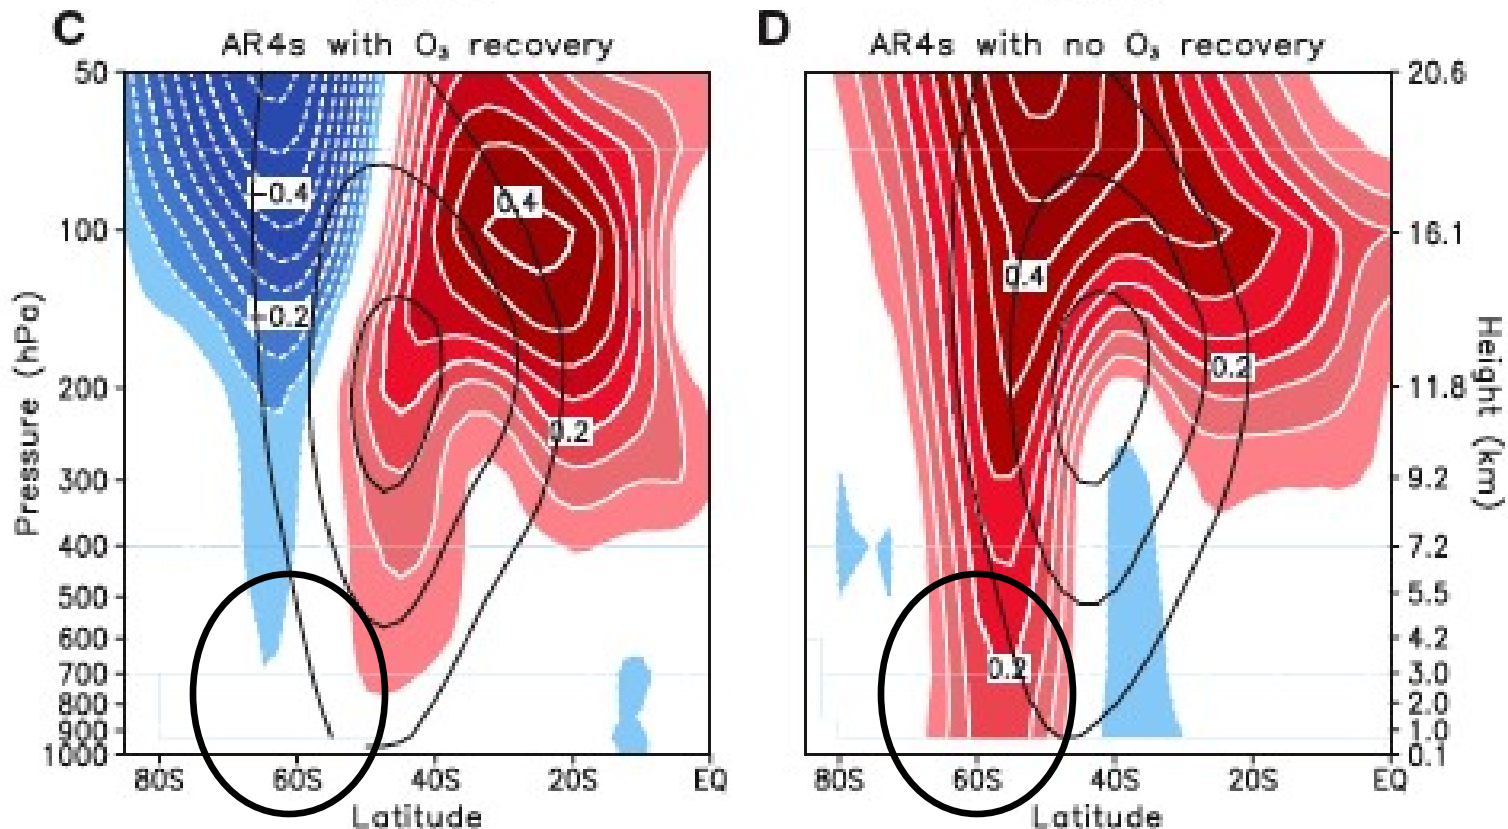 C
AR4s with O₃ recovery
50
100
200
300
400
500
600
700
800
900
1000
Pressure (hPa)
-0.4
-0.2
0.4
0.2
80S
60S
40S
20S
EQ
Latitude
D
AR4s with no O₃ recovery
0.4
0.2
0.2
20.6
16.1
11.8
9.2
7.2
5.5
4.2
3.0
2.0
1.0
0.1
Height (km)
80S
60S
40S
20S
EQ
Latitude